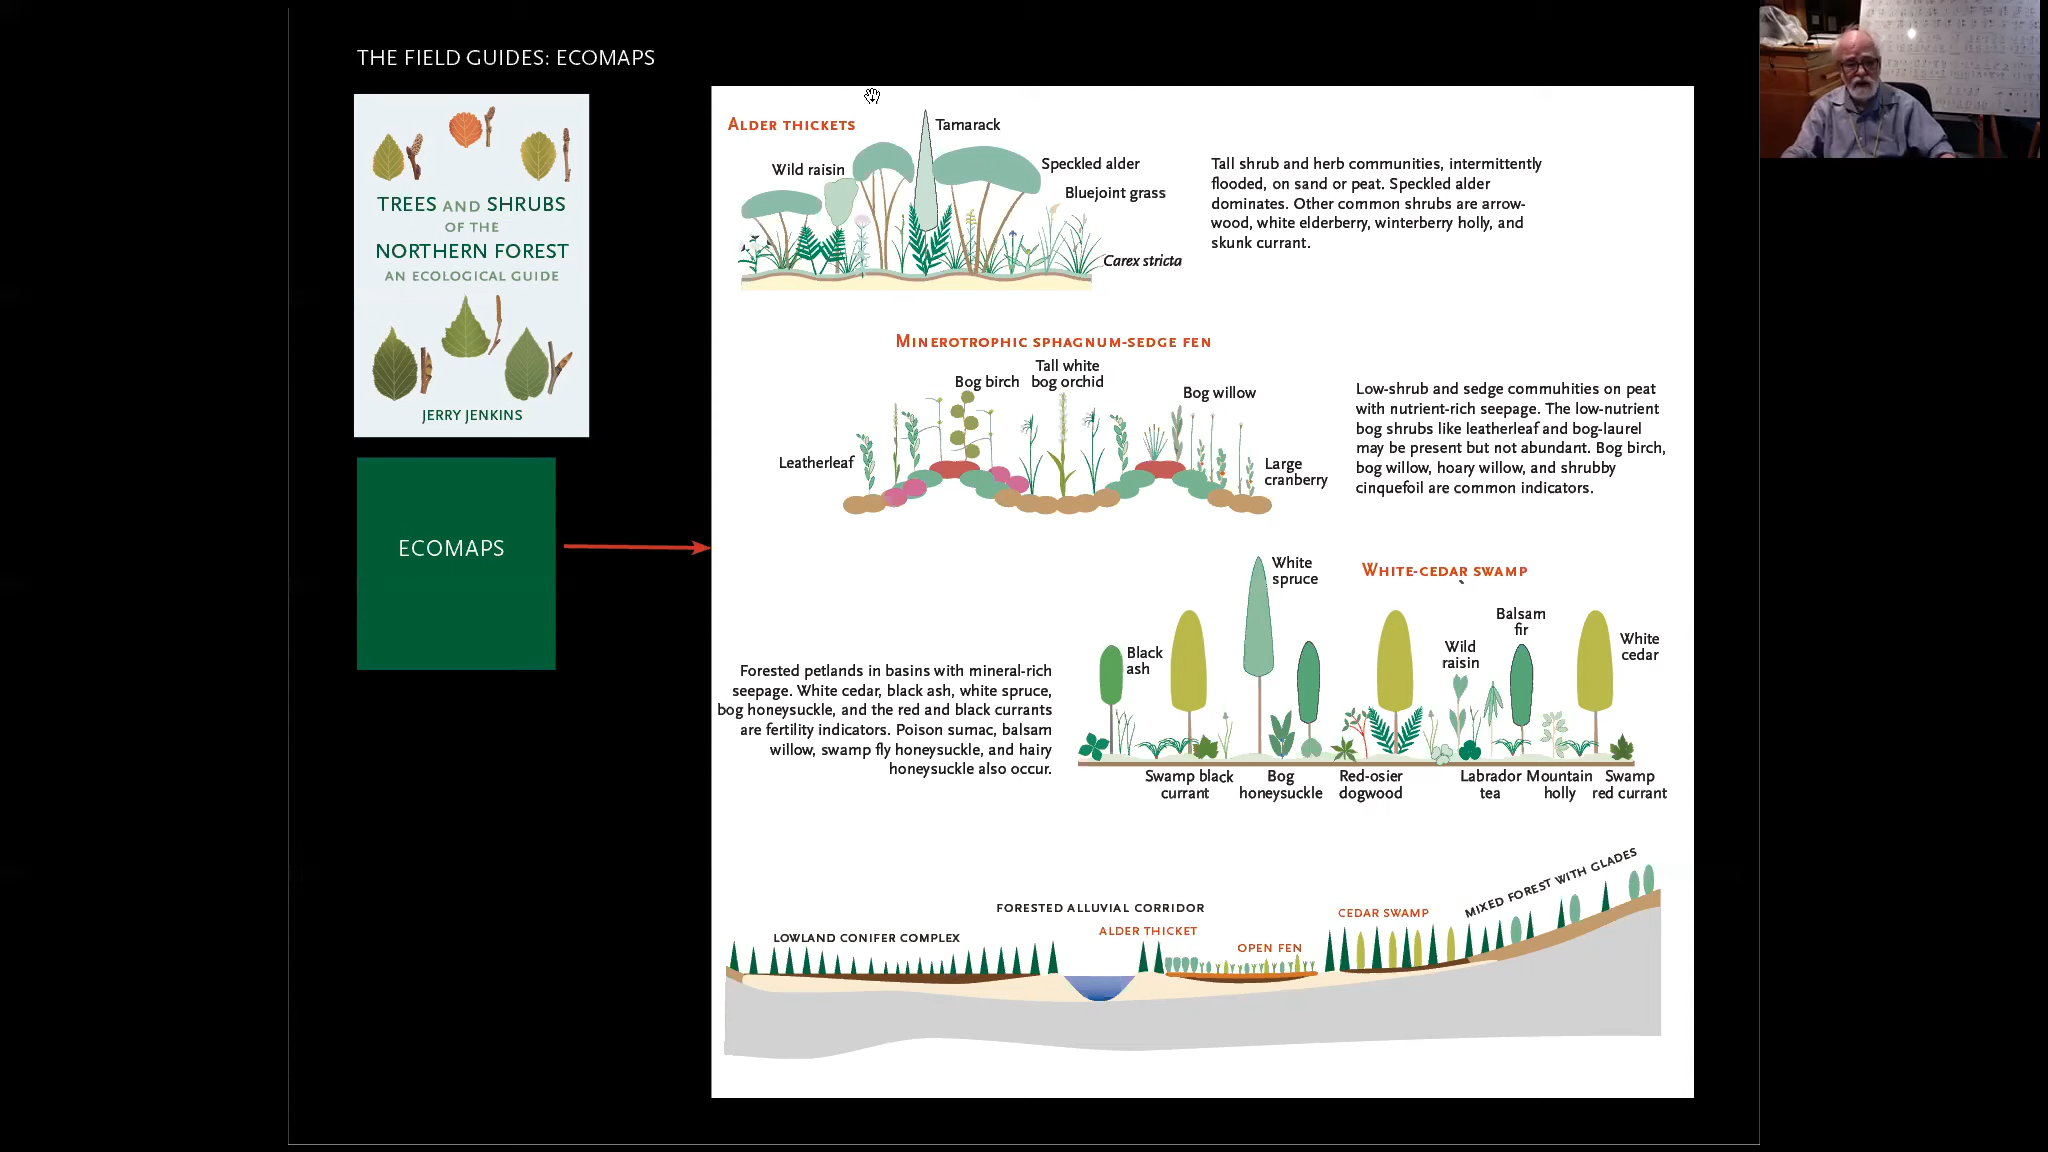 THE FIELD GUIDES: ECOMAPS
TREES AND SHRUBS
OF THE
NORTHERN FOREST
AN ECOLOGICAL GUIDE
JERRY JENKINS
ECOMAPS
ALDER THICKETS
Tamarack
Wild raisin
Speckled alder
Bluejoint grass
Carex stricta
Tall shrub and herb communities, intermittently
flooded, on sand or peat. Speckled alder
dominates. Other common shrubs are arrow-
wood, white elderberry, winterberry holly, and
skunk currant.
MINEROTROPHIC SPHAGNUM-SEDGE FEN
Tall white
bog orchid
Bog birch
Bog willow
Leatherleaf
Large
cranberry
Low-shrub and sedge commuhities on peat
with nutrient-rich seepage. The low-nutrient
bog shrubs like leatherleaf and bog-laurel
may be present but not abundant. Bog birch,
bog willow, hoary willow, and shrubby
cinquefoil are common indicators.
WHITE-CEDAR SWAMP
White
spruce
Balsam
fir
Black
ash
Wild
raisin
White
cedar
Forested petlands in basins with mineral-rich
seepage. White cedar, black ash, white spruce,
bog honeysuckle, and the red and black currants
are fertility indicators. Poison sumac, balsam
willow, swamp fly honeysuckle, and hairy
honeysuckle also occur.
Swamp black
currant
Bog
honeysuckle
Red-osier
dogwood
Labrador
tea
Mountain
holly
Swamp
red currant
LOWLAND CONIFER COMPLEX
FORESTED ALLUVIAL CORRIDOR
ALDER THICKET
OPEN FEN
CEDAR SWAMP
MIXED FOREST WITH GLADES